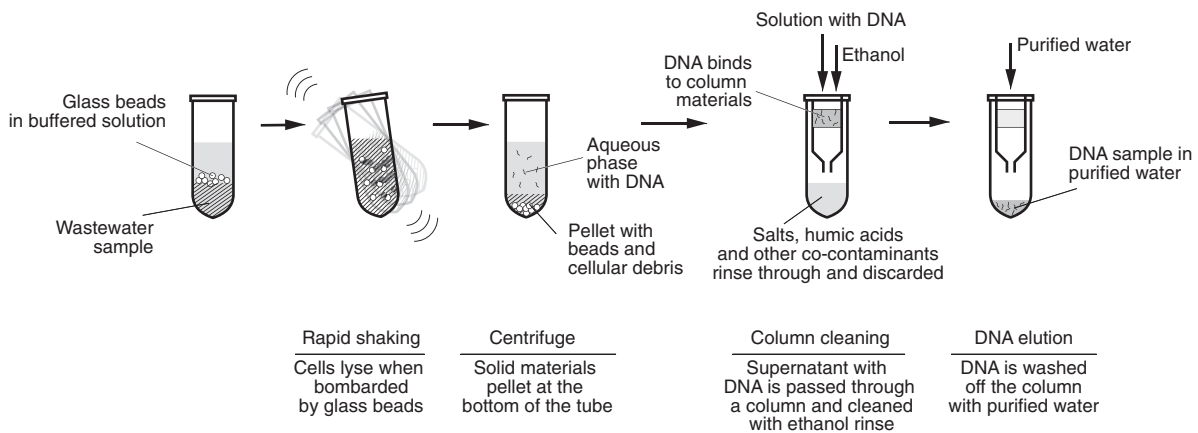 Glass beads
in buffered solution
Wastewater
sample
Aqueous
phase
with DNA
Pellet with
beads and
cellular debris
Solution with DNA
Ethanol
DNA binds
to column
materials
Salts, humic acids
and other co-contaminants
rinse through and discarded
Purified water
DNA sample in
purified water
Rapid shaking
Cells lyse when
bombarded
by glass beads
Centrifuge
Solid materials
pellet at the
bottom of the tube
Column cleaning
Supernatant with
DNA is passed through
a column and cleaned
with ethanol rinse
DNA elution
DNA is washed
off the column
with purified water